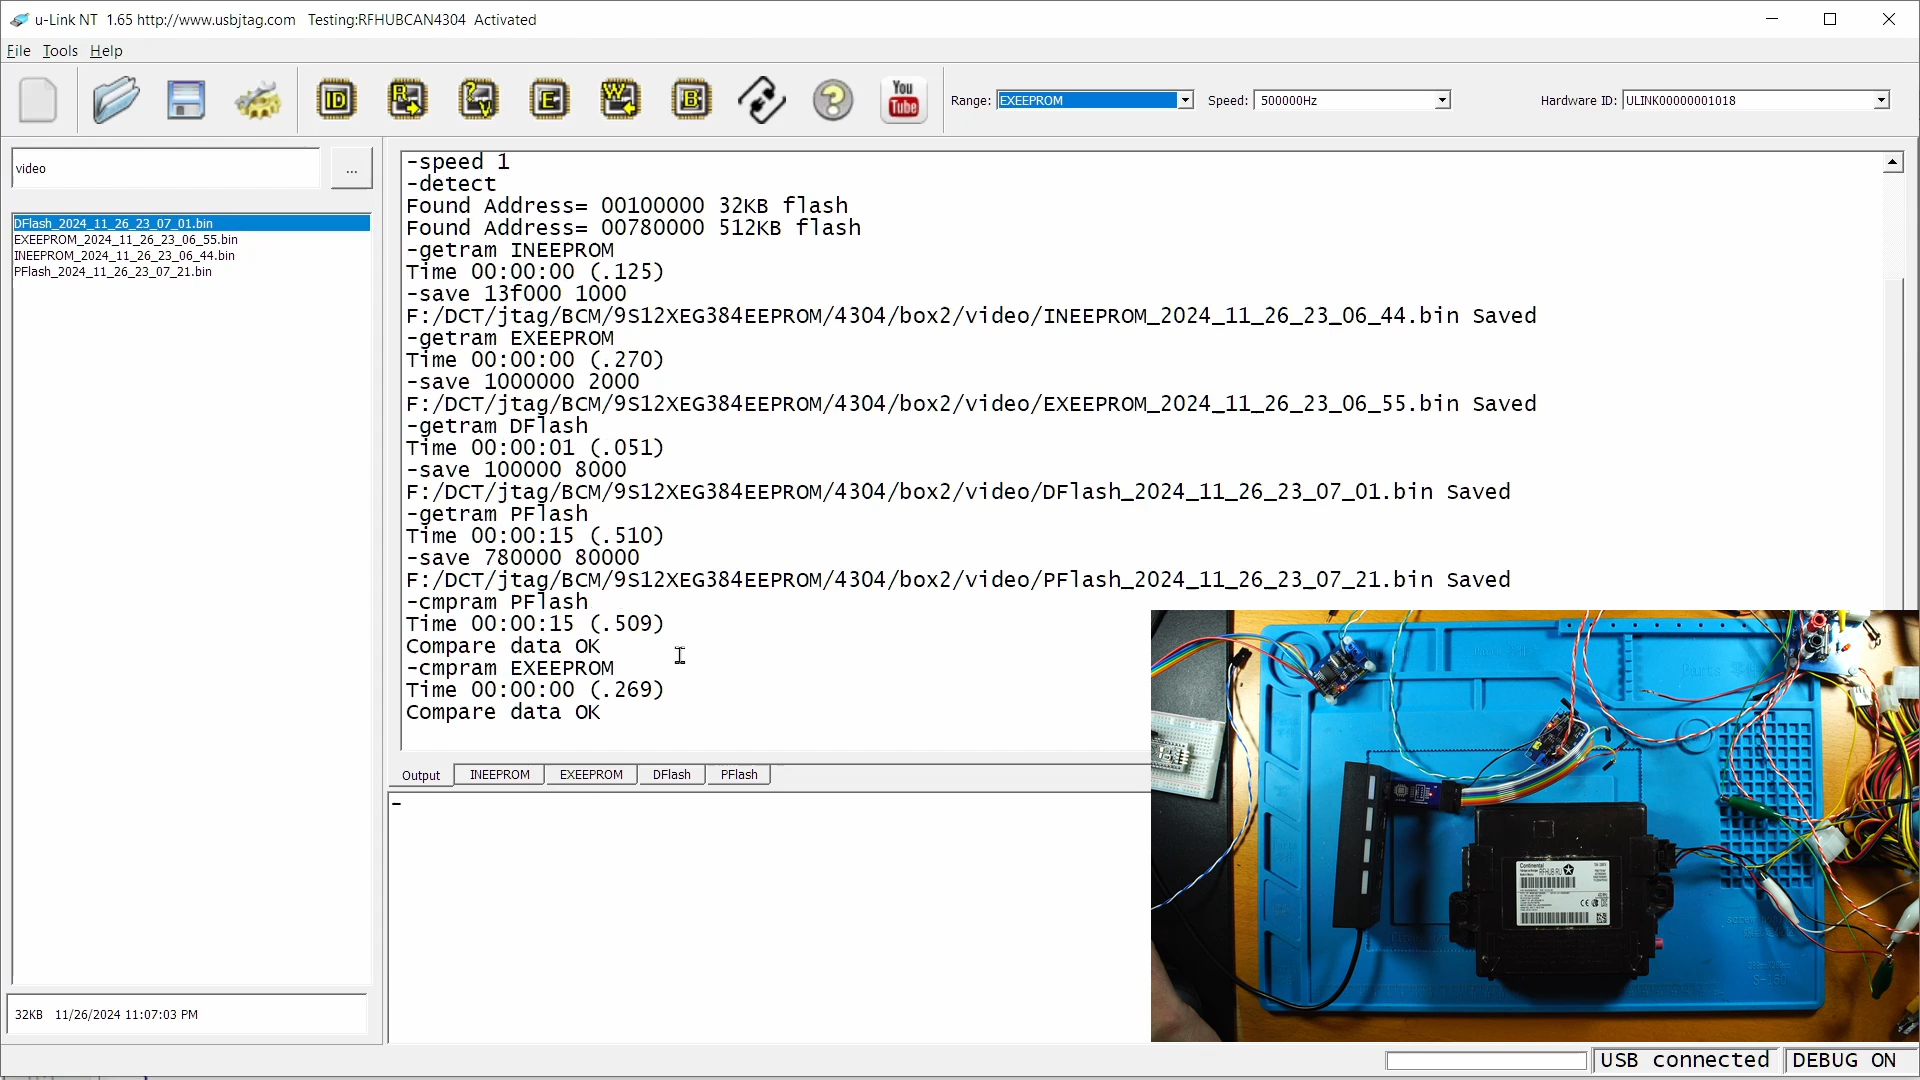 u-Link NT 1.65 http://www.usbjtag.com Testing:RFHUBCAN4304 Activated
File Tools Help
ID R ? V E W B ? You Tube Range: EXEEPROM Speed: 500000Hz Hardware ID: ULINK00000001018
video ...
DFlash_2024_11_26_23_07_01.bin
EXEEPROM_2024_11_26_23_06_55.bin
INEEPROM_2024_11_26_23_06_44.bin
PFlash_2024_11_26_23_07_21.bin
32KB 11/26/2024 11:07:03 PM
-speed 1
-detect
Found Address= 00100000 32KB flash
Found Address= 00780000 512KB flash
-getram INEEPROM
Time 00:00:00 (.125)
-save 13f000 1000
F:/DCT/jtag/BCM/9S12XEG384EEPROM/4304/box2/video/INEEPROM_2024_11_26_23_06_44.bin Saved
-getram EXEEPROM
Time 00:00:00 (.270)
-save 1000000 2000
F:/DCT/jtag/BCM/9S12XEG384EEPROM/4304/box2/video/EXEEPROM_2024_11_26_23_06_55.bin Saved
-getram DFlash
Time 00:00:01 (.051)
-save 100000 8000
F:/DCT/jtag/BCM/9S12XEG384EEPROM/4304/box2/video/DFlash_2024_11_26_23_07_01.bin Saved
-getram PFlash
Time 00:00:15 (.510)
-save 780000 80000
F:/DCT/jtag/BCM/9S12XEG384EEPROM/4304/box2/video/PFlash_2024_11_26_23_07_21.bin Saved
-cmpram PFlash
Time 00:00:15 (.509)
Compare data OK
-cmpram EXEEPROM
Time 00:00:00 (.269)
Compare data OK
Output INEEPROM EXEEPROM DFlash PFlash
-
Continental
RFHUB RU
CE
S-160
USB connected DEBUG ON